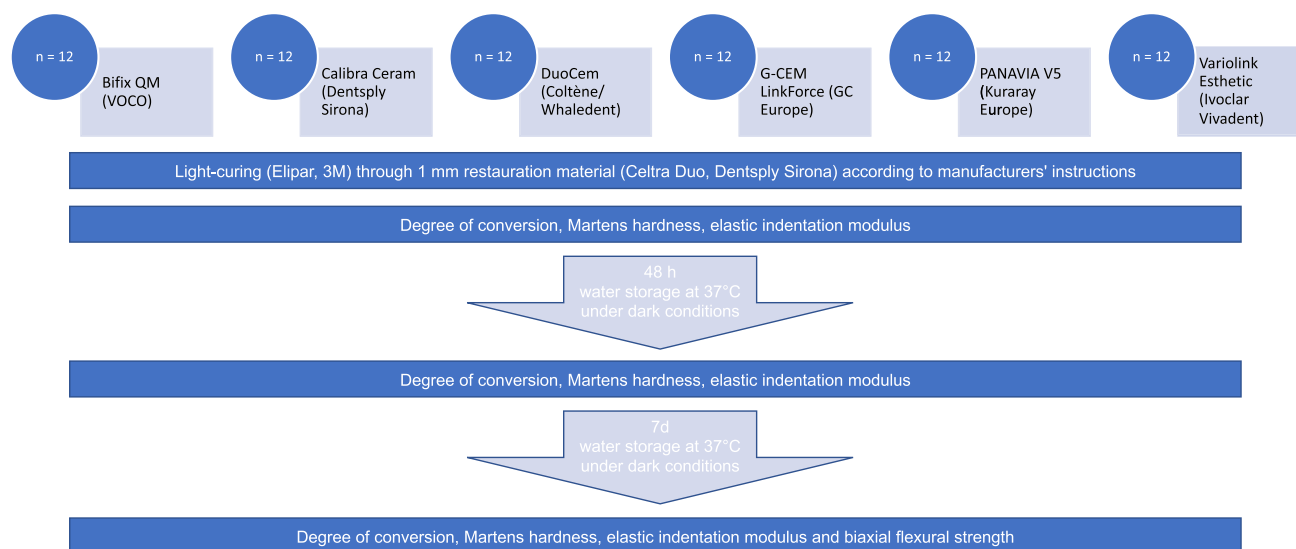 n = 12
Bifix QM
(VOCO)
n = 12
Calibra Ceram
(Dentsply
Sirona)
n = 12
DuoCem
(Coltène/
Whaledent)
n = 12
G-CEM
LinkForce (GC
Europe)
n = 12
PANAVIA V5
(Kuraray
Europe)
n = 12
Variolink
Esthetic
(Ivoclar
Vivadent)
Light-curing (Elipar, 3M) through 1 mm restauration material (Celtra Duo, Dentsply Sirona) according to manufacturers' instructions
Degree of conversion, Martens hardness, elastic indentation modulus
48 h
water storage at 37°C
under dark conditions
Degree of conversion, Martens hardness, elastic indentation modulus
7d
water storage at 37°C
under dark conditions
Degree of conversion, Martens hardness, elastic indentation modulus and biaxial flexural strength